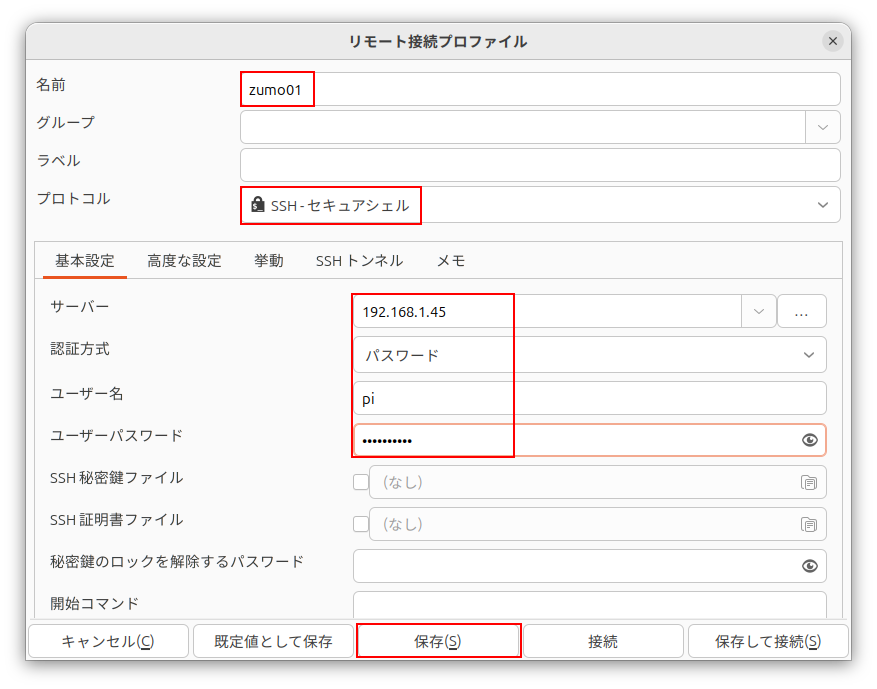 リモート接続プロファイル
名前 zumo01
グループ
ラベル
プロトコル SSH - セキュアシェル
基本設定 高度な設定 挙動 SSH トンネル メモ
サーバー 192.168.1.45 ...
認証方式 パスワード
ユーザー名 pi
ユーザーパスワード ••••••••••
SSH 秘密鍵ファイル (なし)
SSH 証明書ファイル (なし)
秘密鍵のロックを解除するパスワード
開始コマンド
キャンセル(C) 既定値として保存 保存(S) 接続 保存して接続(S)